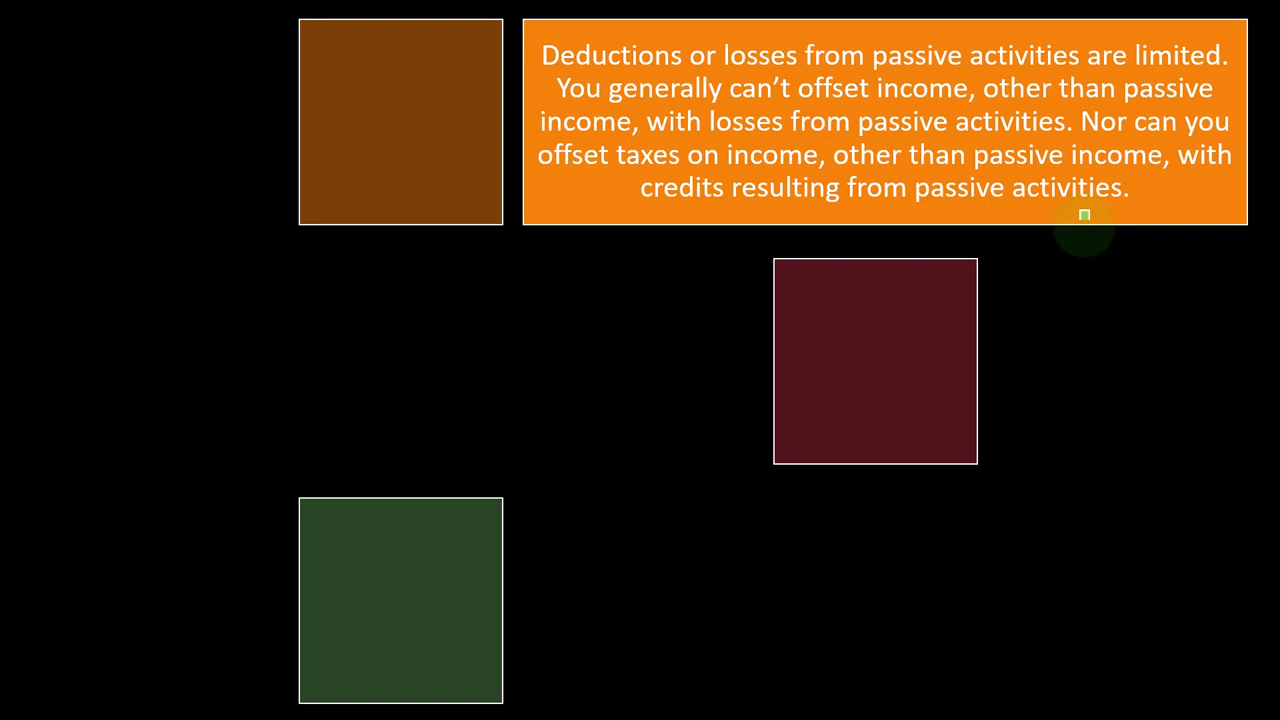 Deductions or losses from passive activities are limited.
You generally can’t offset income, other than passive
income, with losses from passive activities. Nor can you
offset taxes on income, other than passive income, with
credits resulting from passive activities.